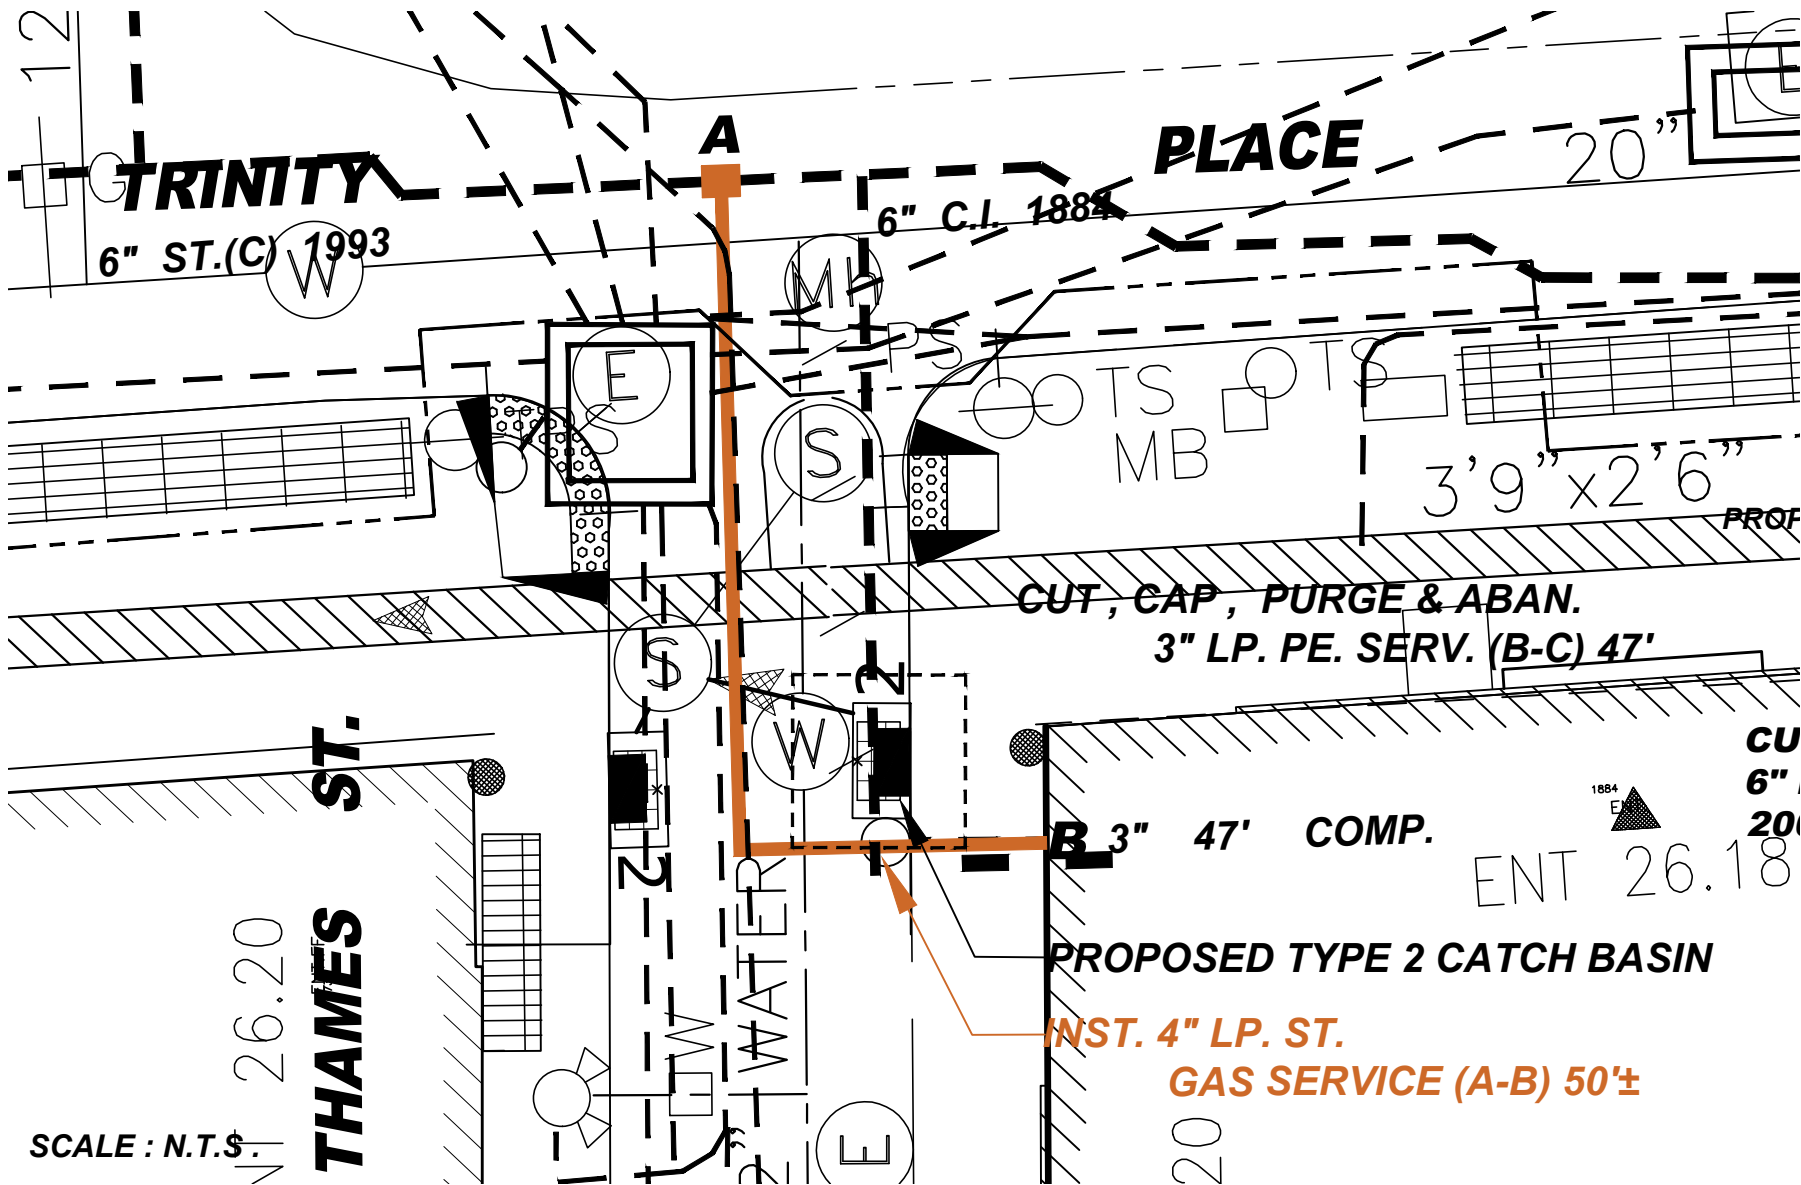 12
A
PLACE
20"
G
TRINITY
6" C.I. 1884
6" ST.(C) 1993
W
MH
E
TS
TS
S
MB
3'9"x2'6"
PROP
CUT , CAP , PURGE & ABAN.
3" LP. PE. SERV. (B-C) 47'
S
2
W
ST.
CU
6"
200
1884
B 3" 47' COMP.
ENT 26.18
2
WATER
26.20
THAMES
PROPOSED TYPE 2 CATCH BASIN
INST. 4" LP. ST.
GAS SERVICE (A-B) 50'±
W
E
20
SCALE : N.T.S.